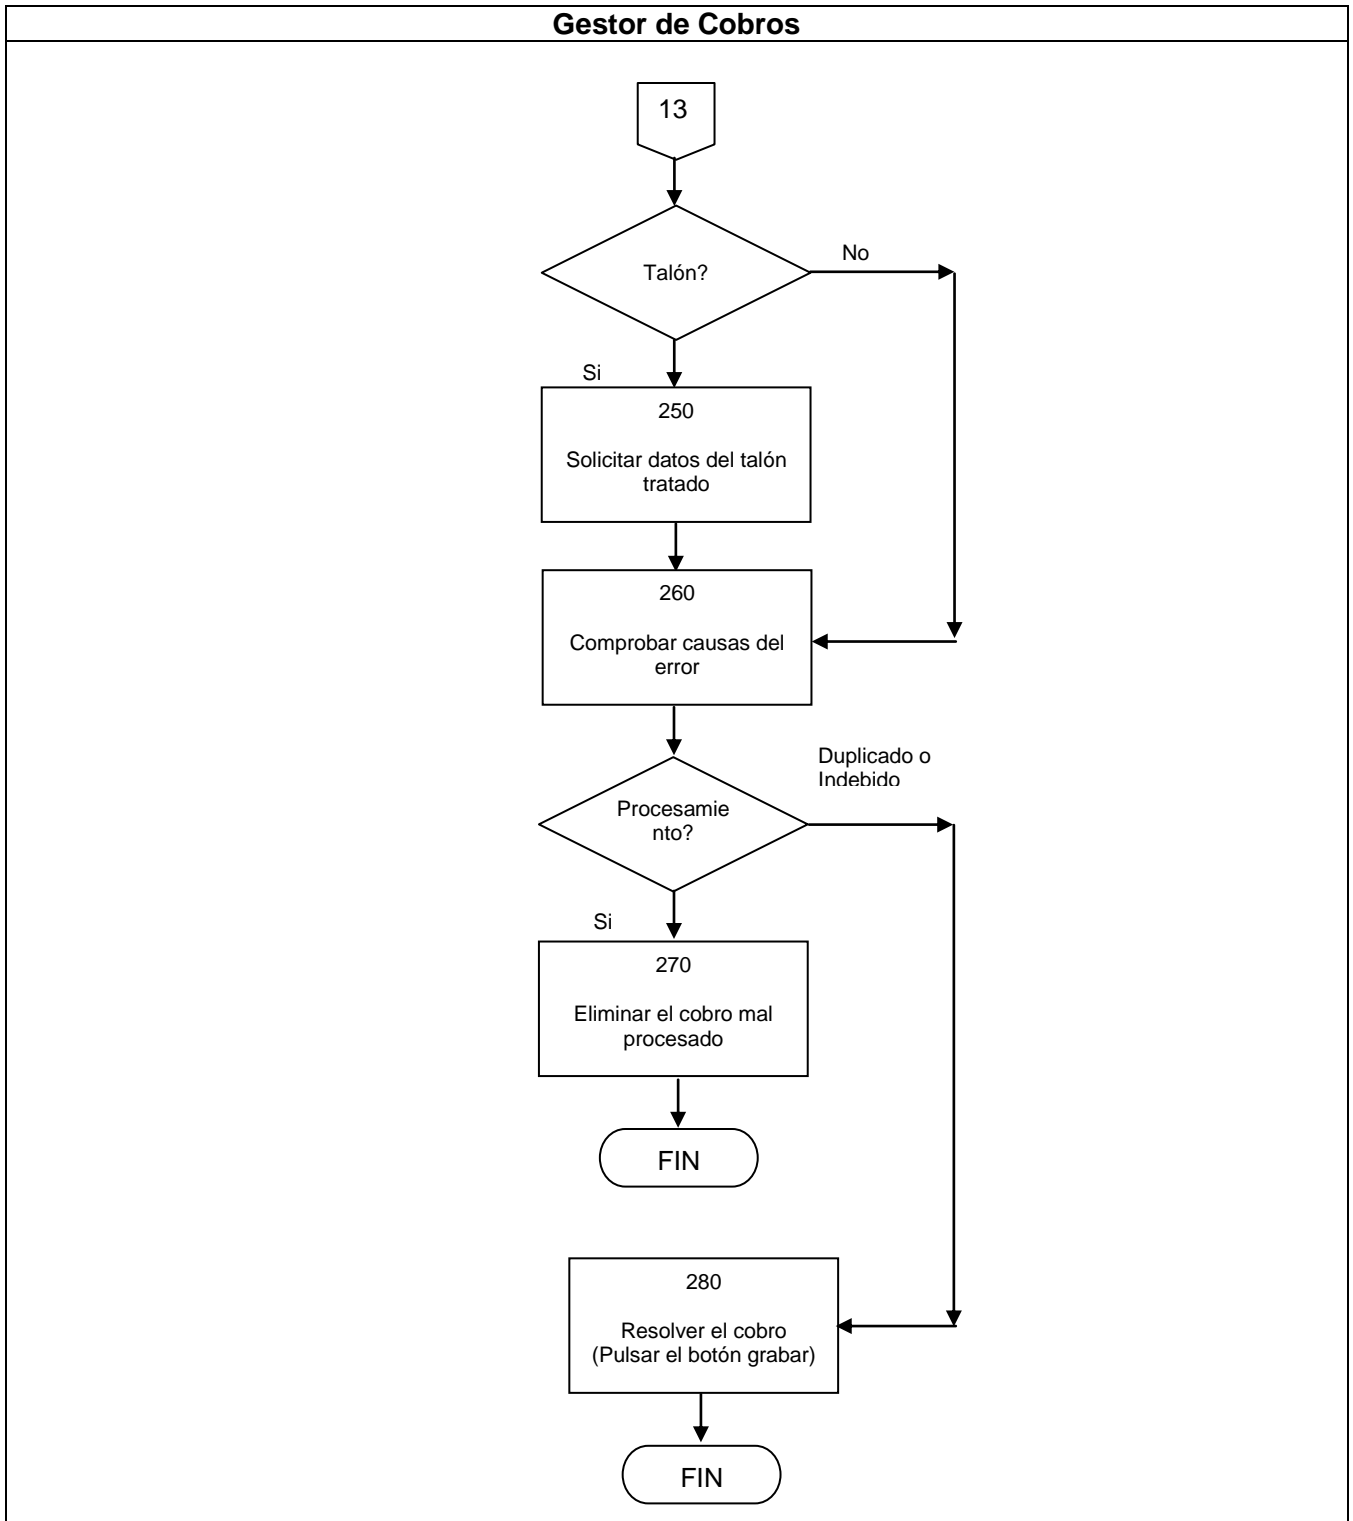 Gestor de Cobros
13
Talón?
No
Si
250
Solicitar datos del talón
tratado
260
Comprobar causas del
error
Duplicado o
Indebido
Procesamie
nto?
Si
270
Eliminar el cobro mal
procesado
FIN
280
Resolver el cobro
(Pulsar el botón grabar)
FIN